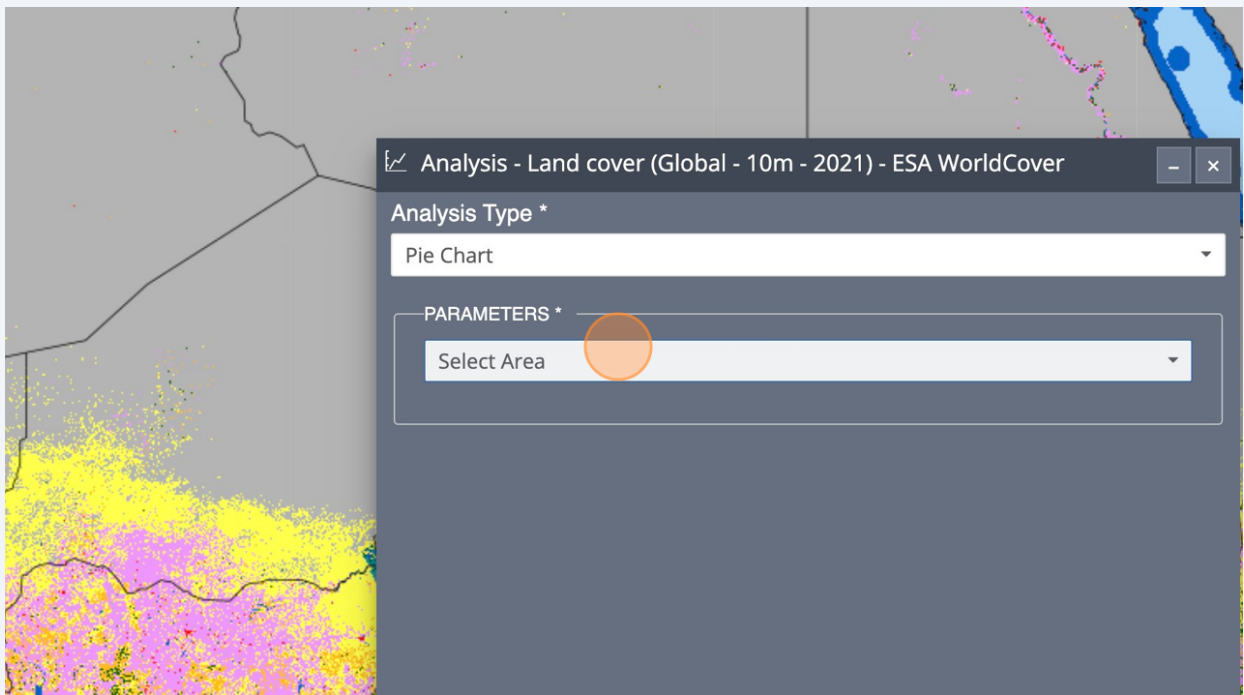 Analysis - Land cover (Global - 10m - 2021) - ESA WorldCover
Analysis Type *
Pie Chart
PARAMETERS *
Select Area